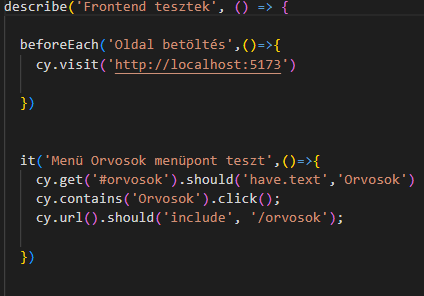 describe('Frontend tesztek', () => {
beforeEach('Oldal betöltés',()=>{
cy.visit('http://localhost:5173')
})
it('Menü Orvosok menüpont teszt',()=>{
cy.get('#orvosok').should('have.text','Orvosok')
cy.contains('Orvosok').click();
cy.url().should('include', '/orvosok');
})